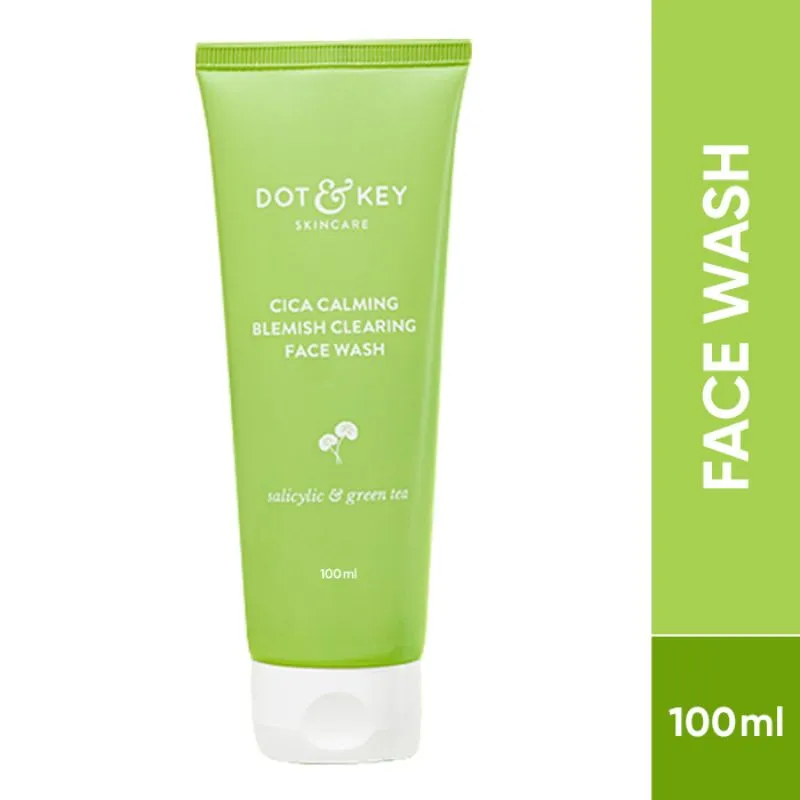 DOT & KEY
SKINCARE
CICA CALMING
BLEMISH CLEARING
FACE WASH
salicylic & green tea
100ml
FACE WASH
100ml